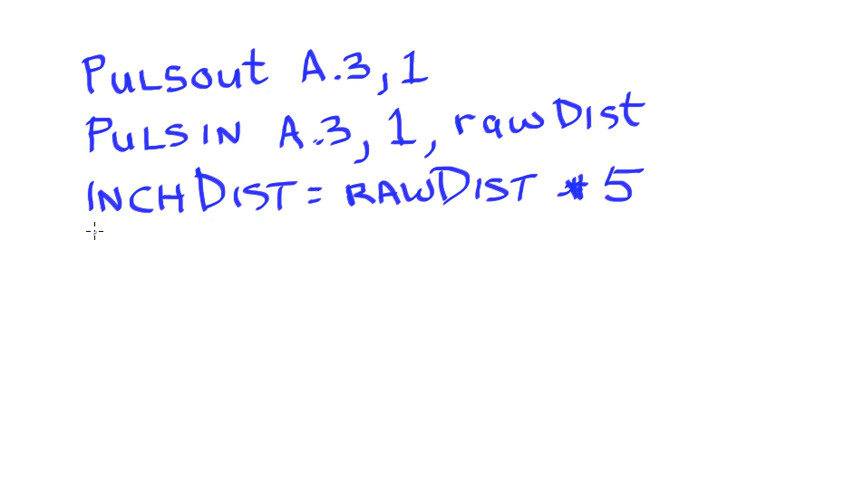 Pulsout A.3, 1
PULSIN A.3, 1, rawDist
INCHDIST = RAWDIST * 5